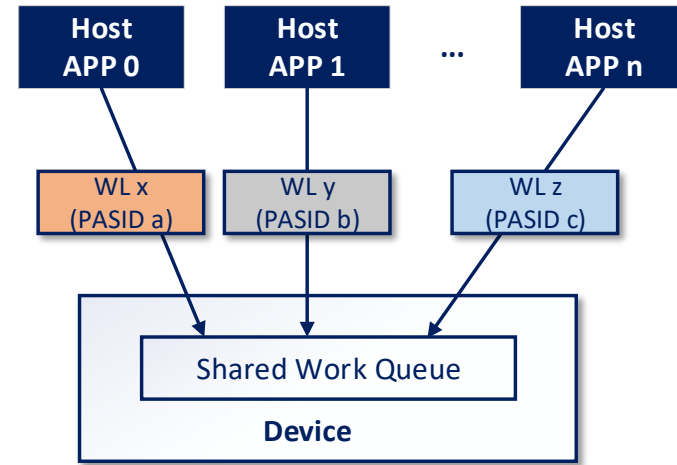 Host
APP 0
Host
APP 1
...
Host
APP n
WL x
(PASID a)
WL y
(PASID b)
WL z
(PASID c)
Shared Work Queue
Device